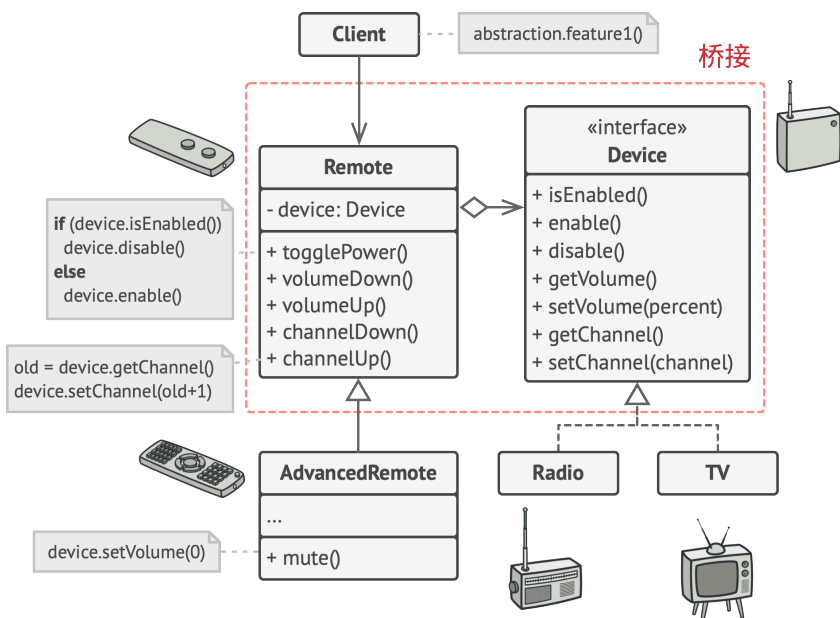 Client
abstraction.feature1()
桥接
Remote
- device: Device
+ togglePower()
+ volumeDown()
+ volumeUp()
+ channelDown()
+ channelUp()
«interface»
Device
+ isEnabled()
+ enable()
+ disable()
+ getVolume()
+ setVolume(percent)
+ getChannel()
+ setChannel(channel)
if (device.isEnabled())
device.disable()
else
device.enable()
old = device.getChannel()
device.setChannel(old+1)
AdvancedRemote
...
+ mute()
device.setVolume(0)
Radio
TV